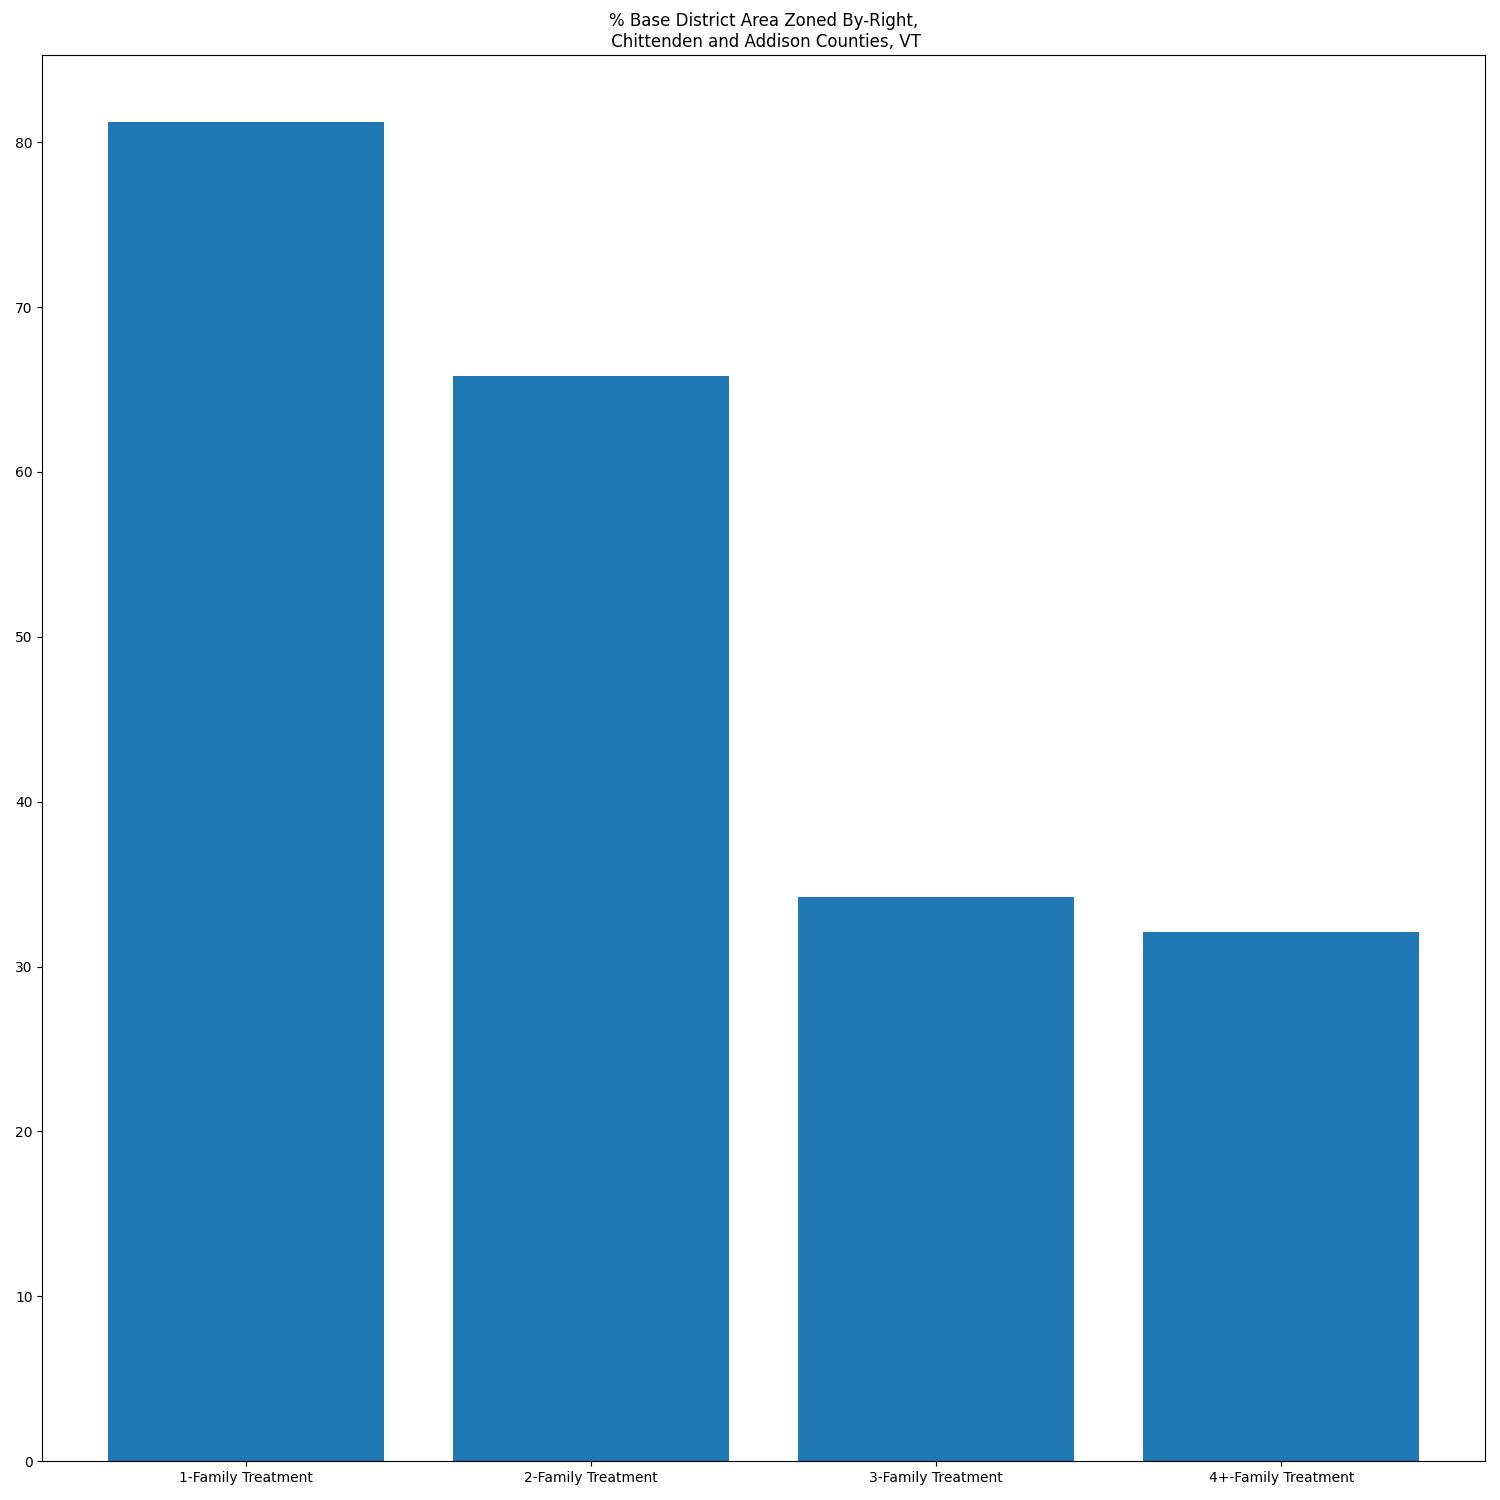 % Base District Area Zoned By-Right,
Chittenden and Addison Counties, VT
80
70
60
50
40
30
20
10
0
1-Family Treatment
2-Family Treatment
3-Family Treatment
4+-Family Treatment